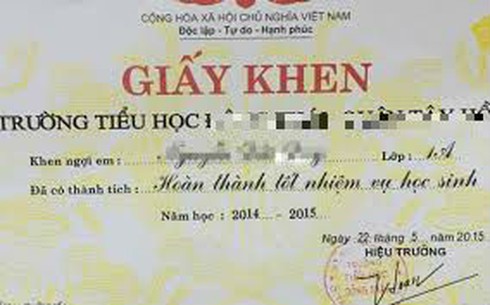 CỘNG HÒA XÃ HỘI CHỦ NGHĨA VIỆT NAM
Độc lập - Tự do - Hạnh phúc
GIẤY KHEN
TRƯỜNG TIỂU HỌC
Khen ngợi em : Lớp : 1A
Đã có thành tích : Hoàn thành tốt nhiệm vụ học sinh
Năm học : 2014 - 2015
Ngày 22 tháng 5 năm 2015
HIỆU TRƯỞNG